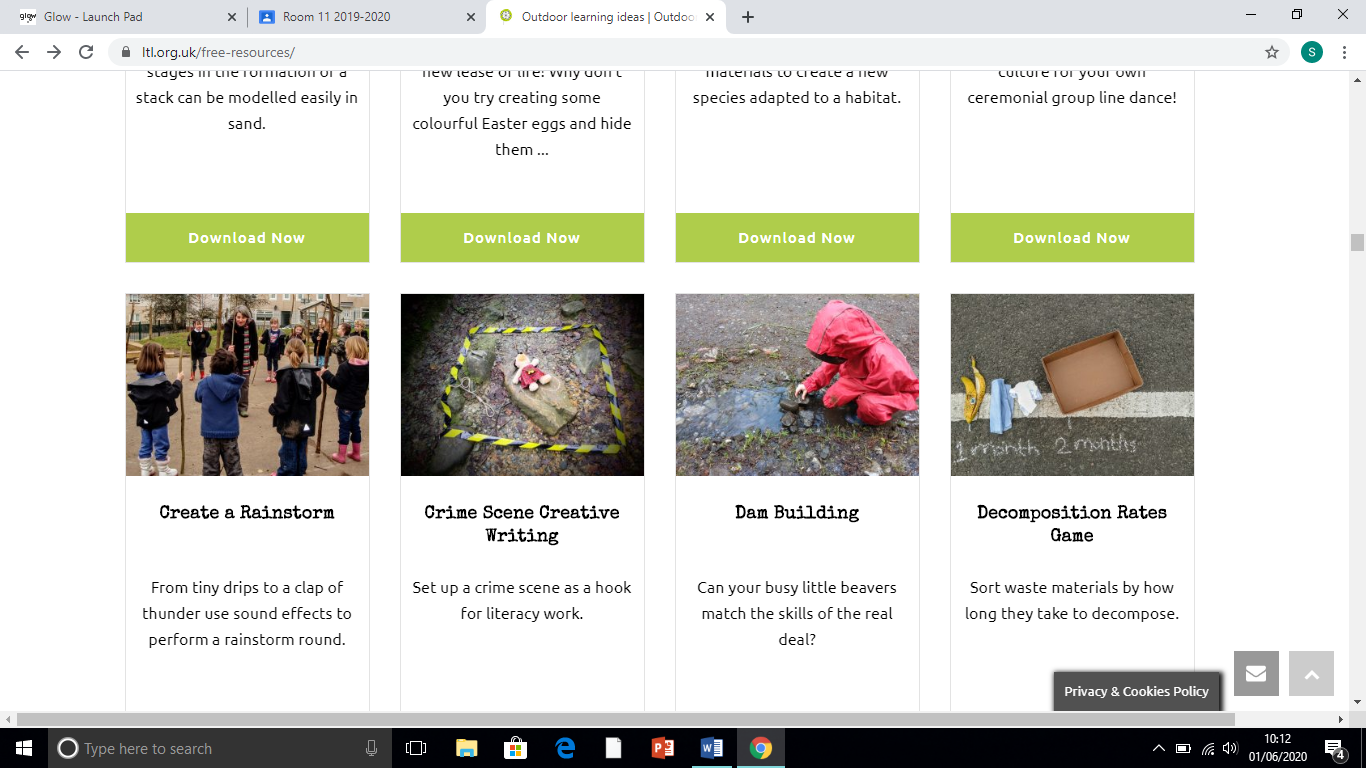 glow Glow - Launch Pad
Room 11 2019-2020
Outdoor learning ideas | Outdoo
ltl.org.uk/free-resources/
S
stages in the formation of a
stack can be modelled easily in
sand.
new lease of life! Why don't
you try creating some
colourful Easter eggs and hide
them ...
materials to create a new
species adapted to a habitat.
culture for your own
ceremonial group line dance!
Download Now
Download Now
Download Now
Download Now
1 month 2 months
Create a Rainstorm
From tiny drips to a clap of
thunder use sound effects to
perform a rainstorm round.
Crime Scene Creative
Writing
Set up a crime scene as a hook
for literacy work.
Dam Building
Can your busy little beavers
match the skills of the real
deal?
Decomposition Rates
Game
Sort waste materials by how
long they take to decompose.
Privacy & Cookies Policy
Type here to search
10:12
01/06/2020
4